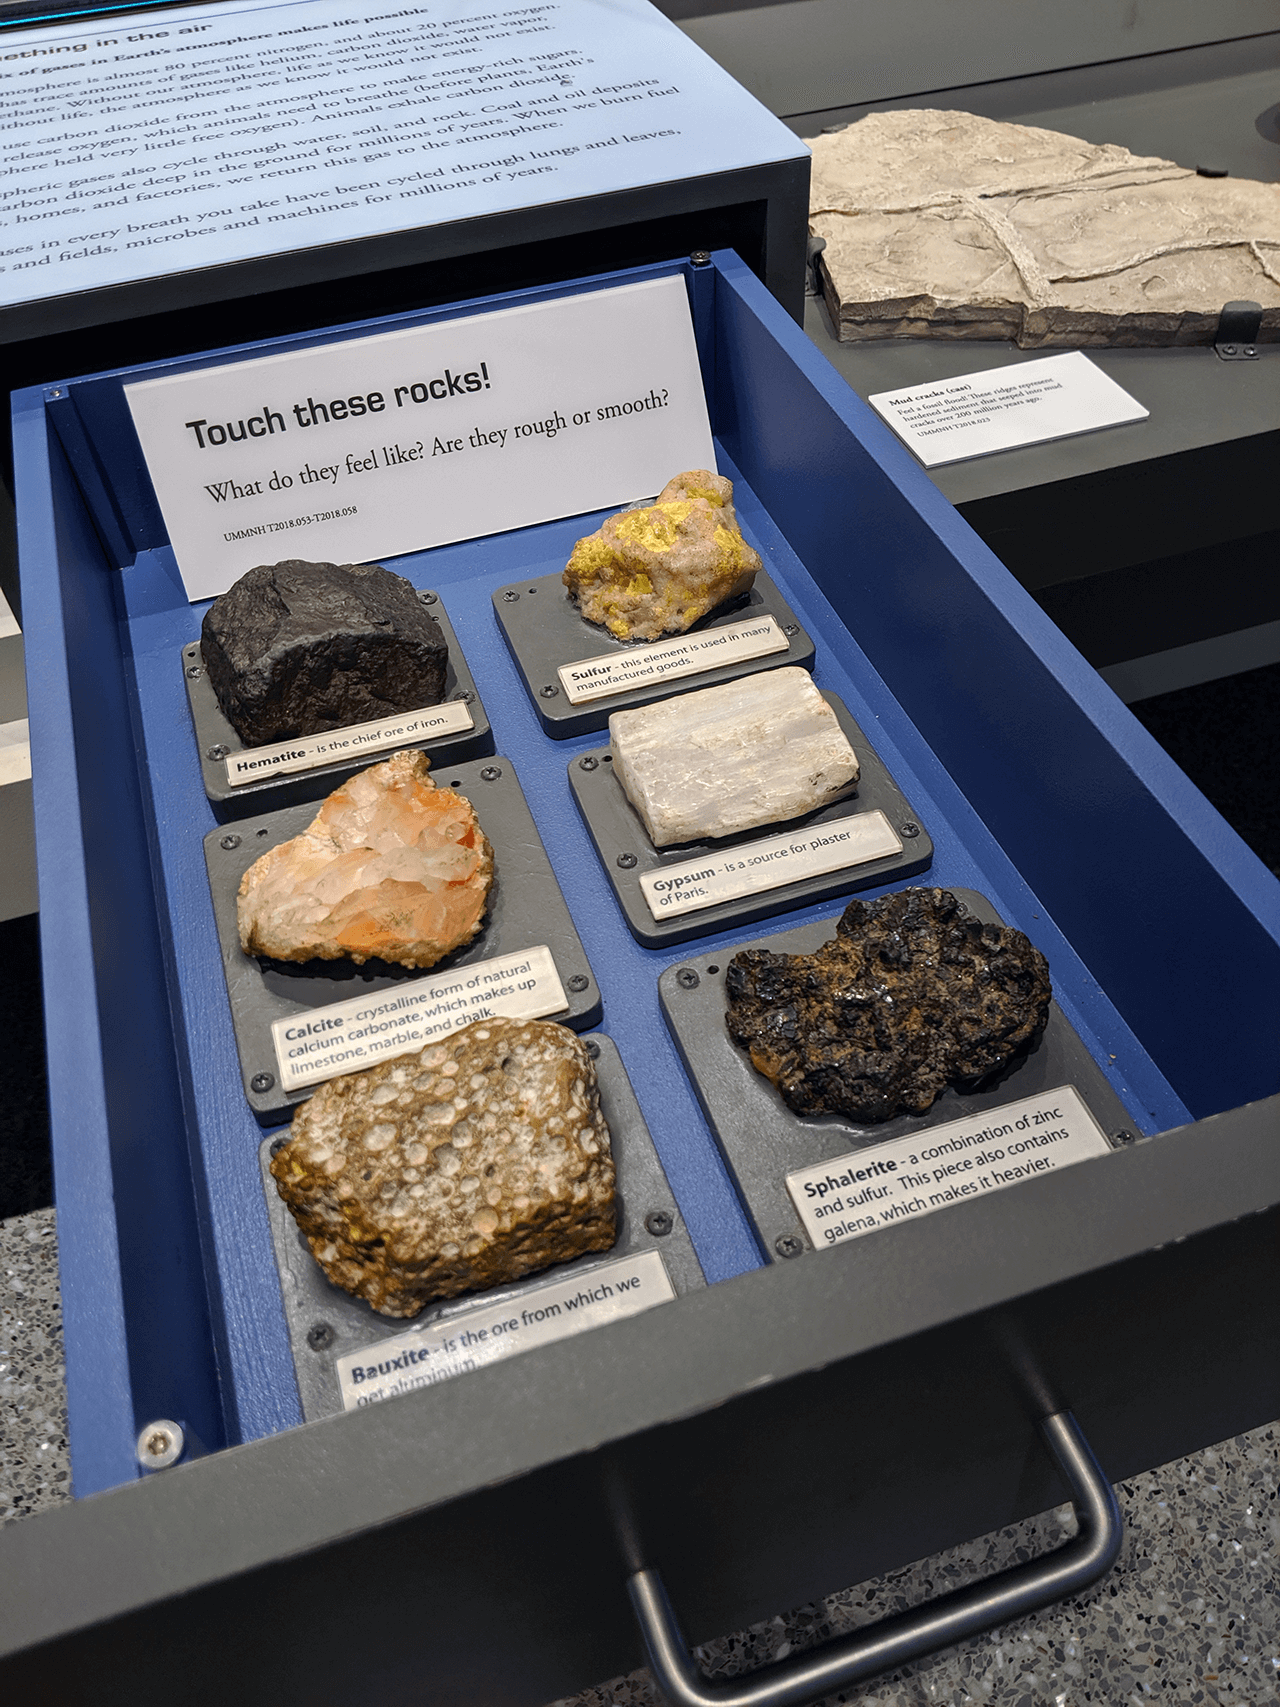 ething in the air
ix of gases in Earth's atmosphere makes life possible
mosphere is almost 80 percent nitrogen, and about 20 percent oxygen.
has trace amounts of gases like helium, carbon dioxide, water vapor,
ethane. Without our atmosphere, life as we know it would not exist.
ithout life, the atmosphere as we know it would not exist.
use carbon dioxide from the atmosphere to make energy-rich sugars.
release oxygen, which animals need to breathe (before plants, Earth's
sphere held very little free oxygen). Animals exhale carbon dioxide.
spheric gases also cycle through water, soil, and rock. Coal and oil deposits
carbon dioxide deep in the ground for millions of years. When we burn fuel
s, homes, and factories, we return this gas to the atmosphere.
ases in every breath you take have been cycled through lungs and leaves,
s and fields, microbes and machines for millions of years.
Touch these rocks!
What do they feel like? Are they rough or smooth?
UMMNH T2018.053-T2018.058
Mud cracks (cast)
Feel a fossil flood! These ridges represent
hardened sediment that seeped into mud
cracks over 200 million years ago.
UMMNH T2018.023
Sulfur - this element is used in many
manufactured goods.
Hematite - is the chief ore of iron.
Gypsum - is a source for plaster
of Paris.
Calcite - crystalline form of natural
calcium carbonate, which makes up
limestone, marble, and chalk.
Sphalerite - a combination of zinc
and sulfur. This piece also contains
galena, which makes it heavier.
Bauxite - is the ore from which we
get aluminum